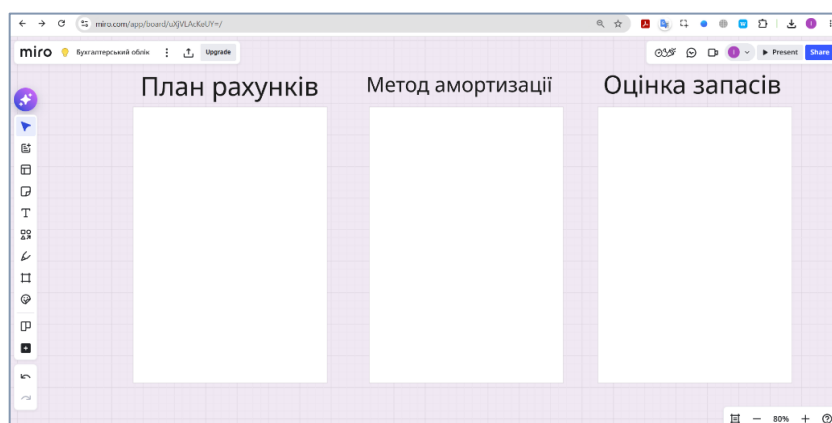 miro.com/app/board/uXjVLAcKeUY=/
miro Бухгалтерський облік Upgrade
Present Share
План рахунків
Метод амортизації
Оцінка запасів
80%